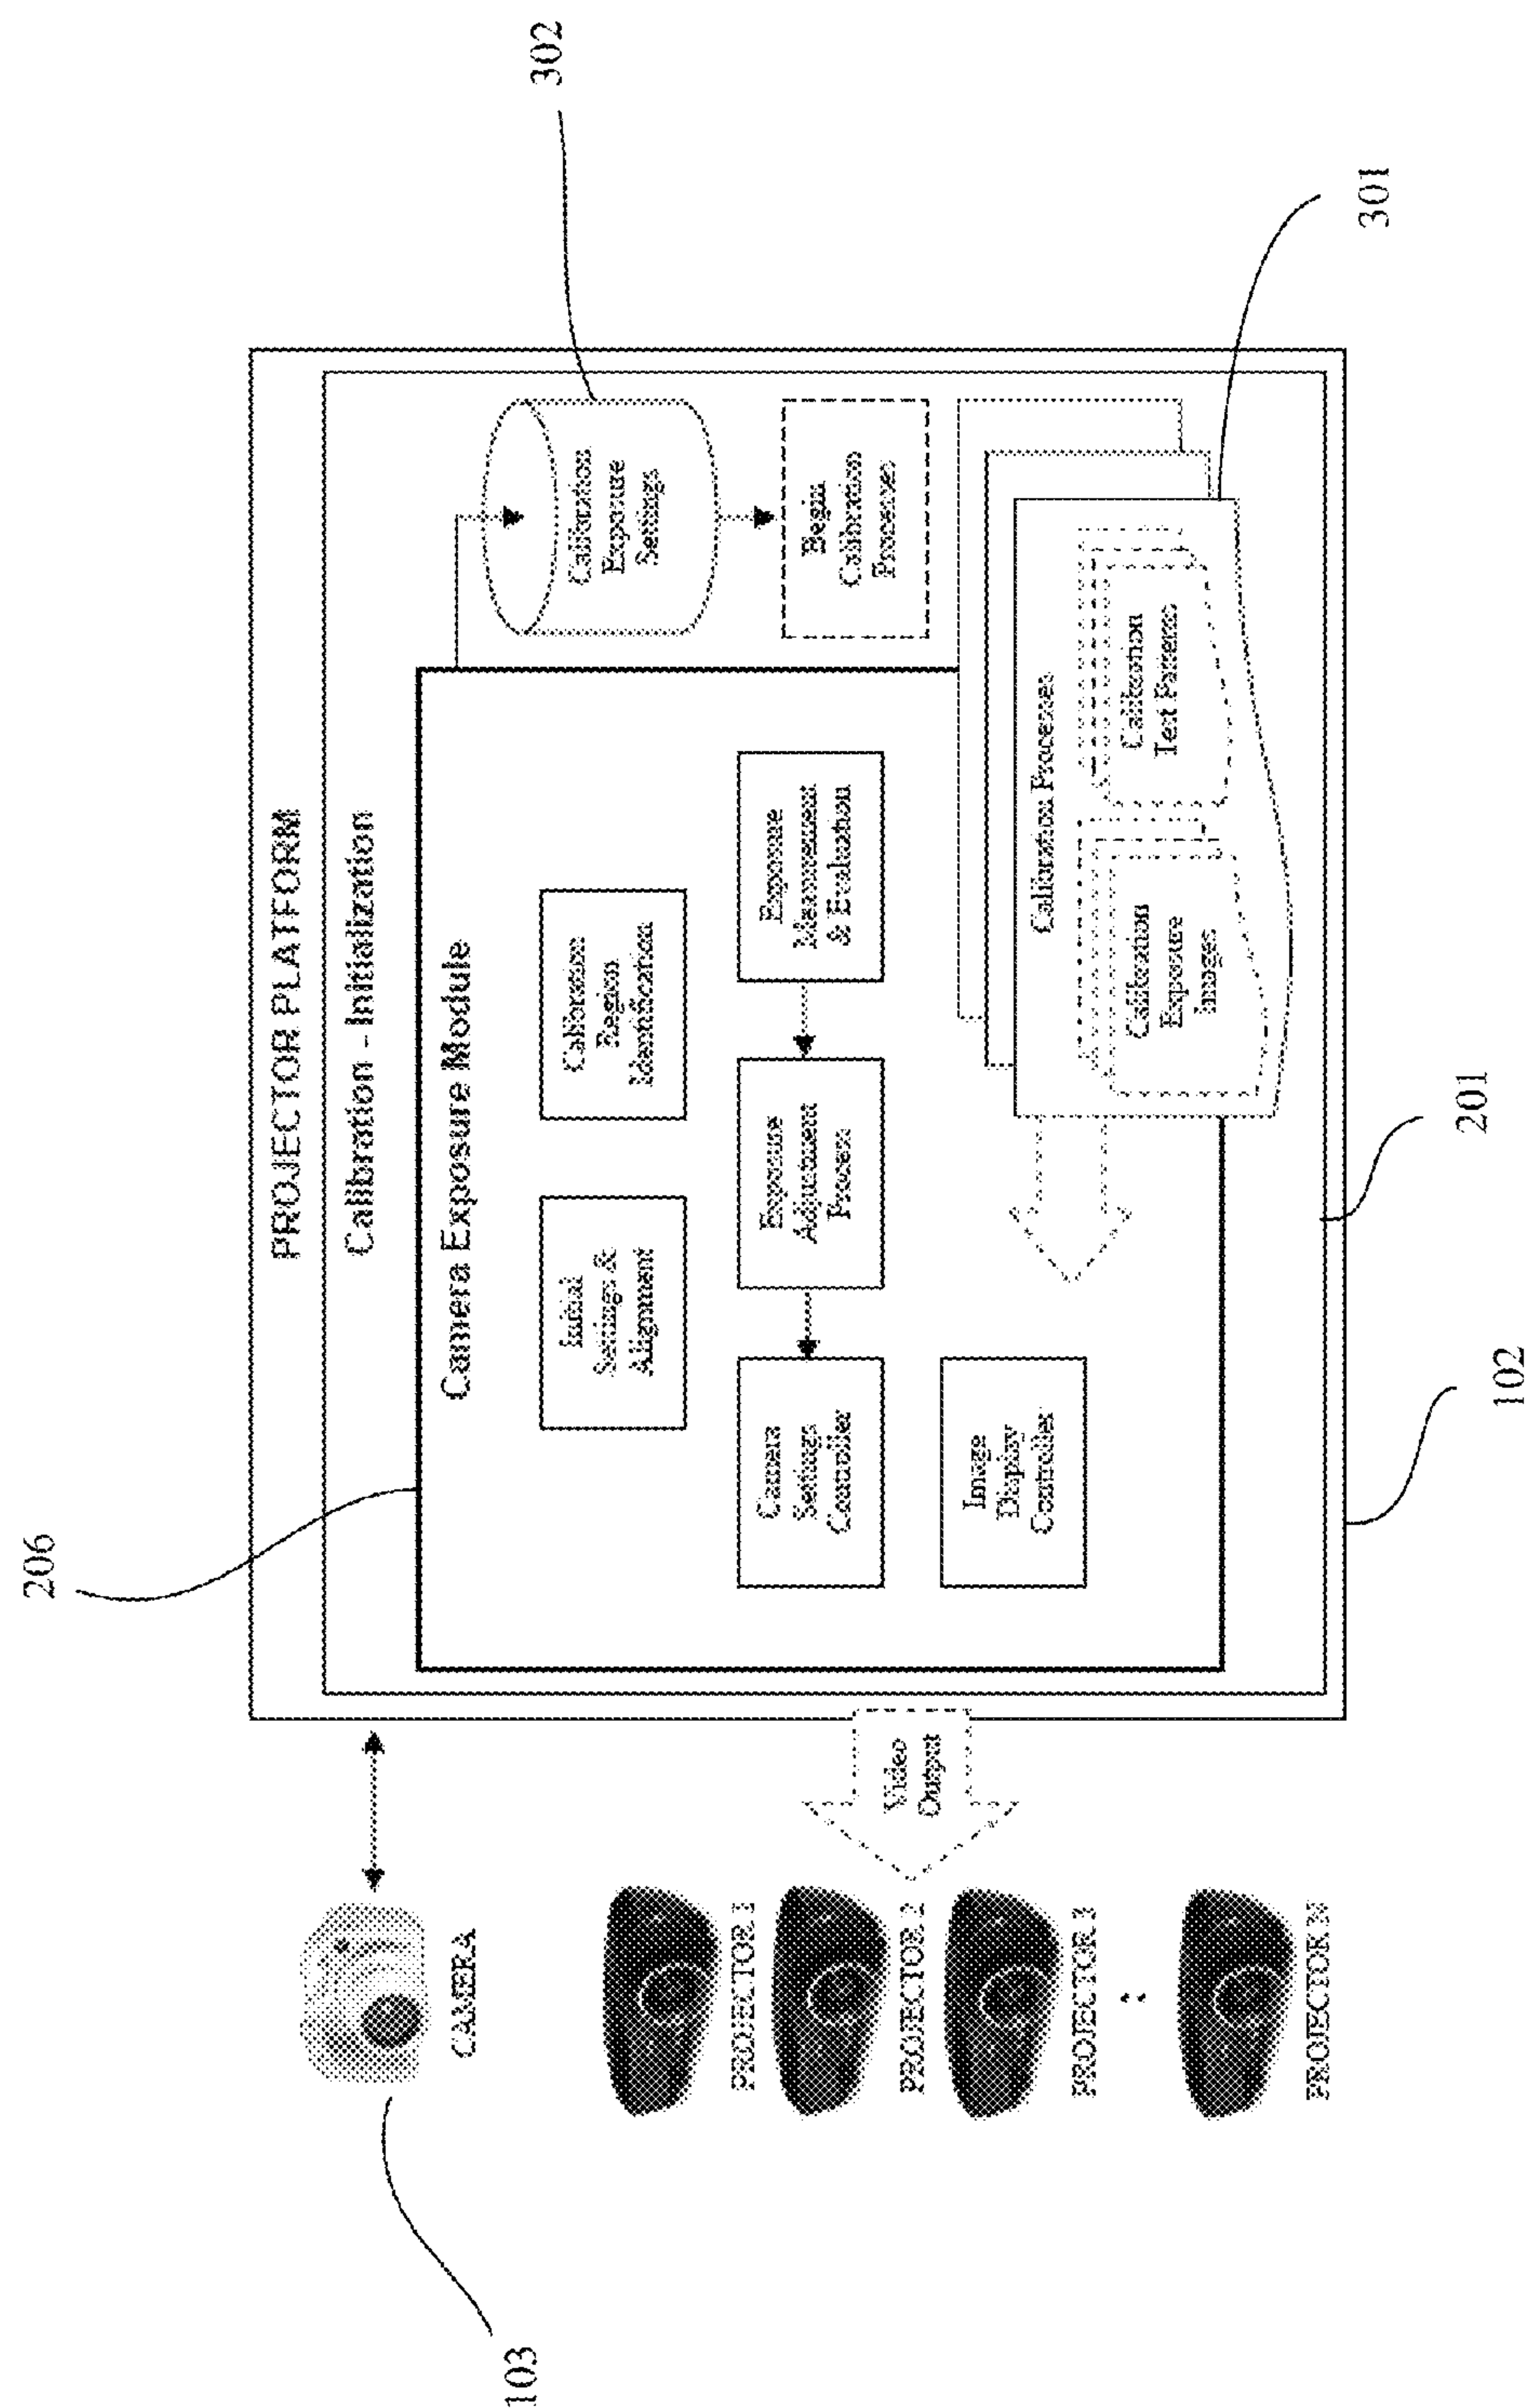 206
302
PROJECTOR PLATFORM
Calibration - Initialization
Camera Exposure Module
103
CAMERA
Initial
Settings &
Alignment
Calibration
Region
Identification
Calibration
Exposure
Settings
Camera
Settings
Controller
Exposure
Adjustment
Process
Exposure
Measurement
& Evaluation
Begin
Calibration
Processes
Image
Display
Controller
Calibration Processes
Calibration
Exposure
Images
Calibration
Test Patterns
Video
Output
PROJECTOR 1
PROJECTOR 2
PROJECTOR 3
:
PROJECTOR N
102
201
301